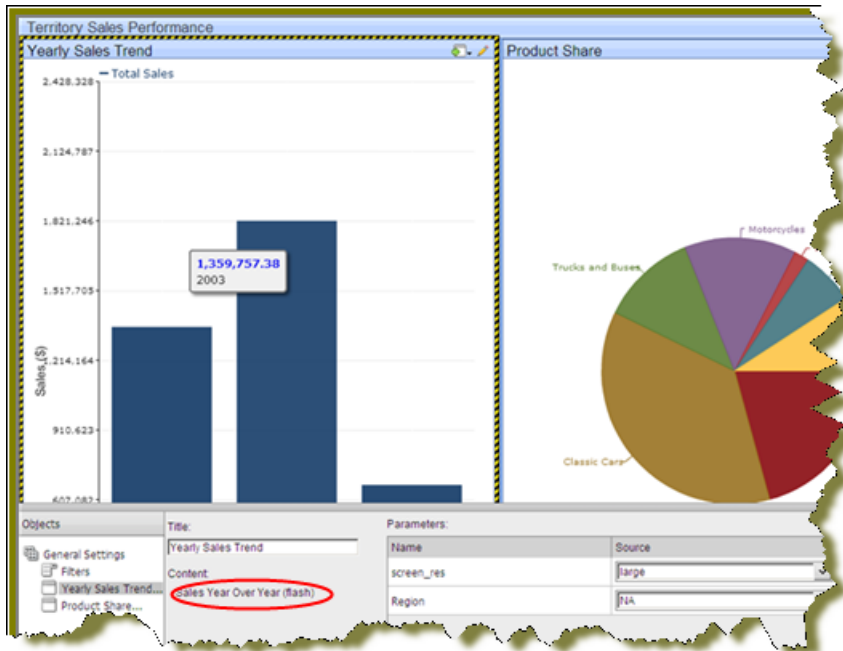 Territory Sales Performance
Yearly Sales Trend
Product Share
Total Sales
2.428.328
2.124.787
1.821.246
1.517.705
1.214.164
910.623
607.082
Sales ($)
1,359,757.38
2003
Motorcycles
Trucks and Buses
Classic Cars
Objects
General Settings
Filters
Yearly Sales Trend...
Product Share...
Title:
Yearly Sales Trend
Content:
Sales Year Over Year (flash)
Parameters:
Name
Source
screen_res
large
Region
NA